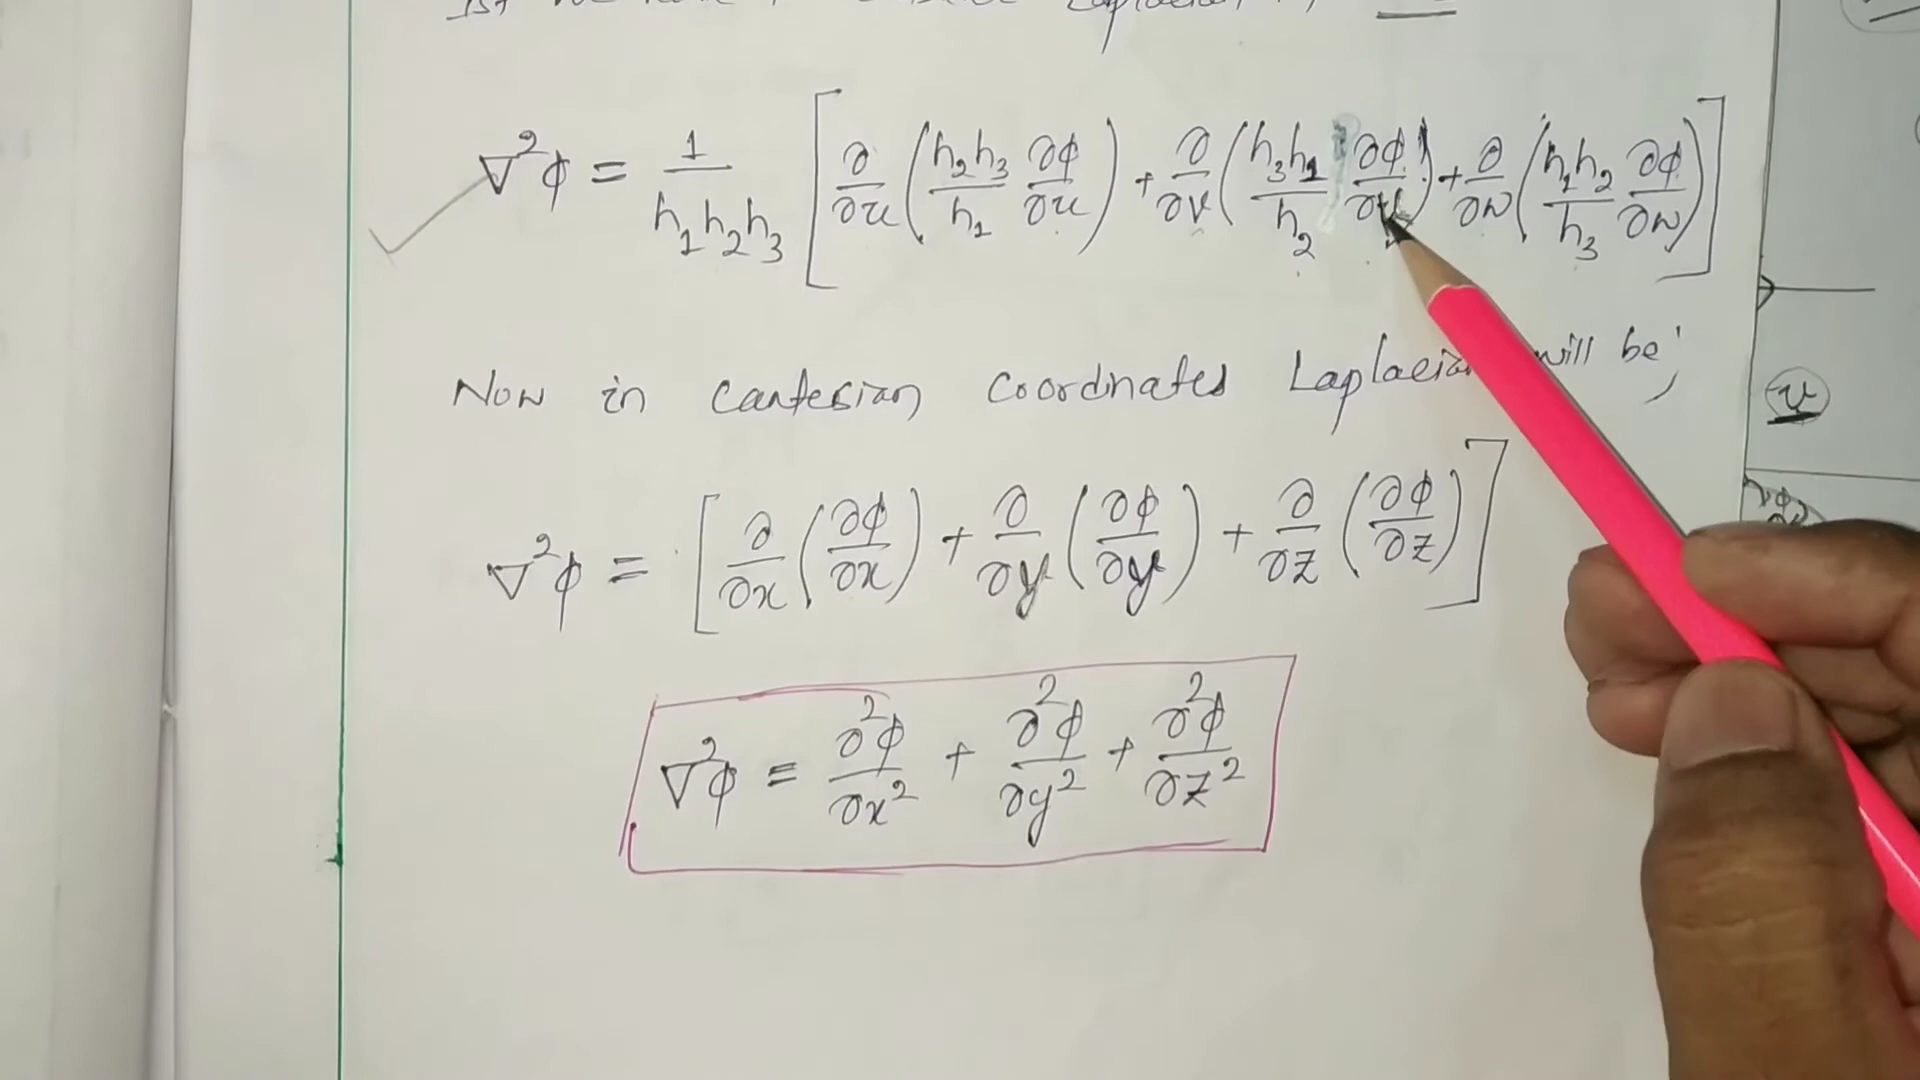 ∇²φ = 1/(h₁h₂h₃) [ ∂/∂u ( h₂h₃/h₁ ∂φ/∂u ) + ∂/∂v ( h₃h₁/h₂ ∂φ/∂v ) + ∂/∂w ( h₁h₂/h₃ ∂φ/∂w ) ]
Now in Cartesian Coordinates Laplacian will be;
v
∇²φ = [ ∂/∂x ( ∂φ/∂x ) + ∂/∂y ( ∂φ/∂y ) + ∂/∂z ( ∂φ/∂z ) ]
∇²φ = ∂²φ/∂x² + ∂²φ/∂y² + ∂²φ/∂z²